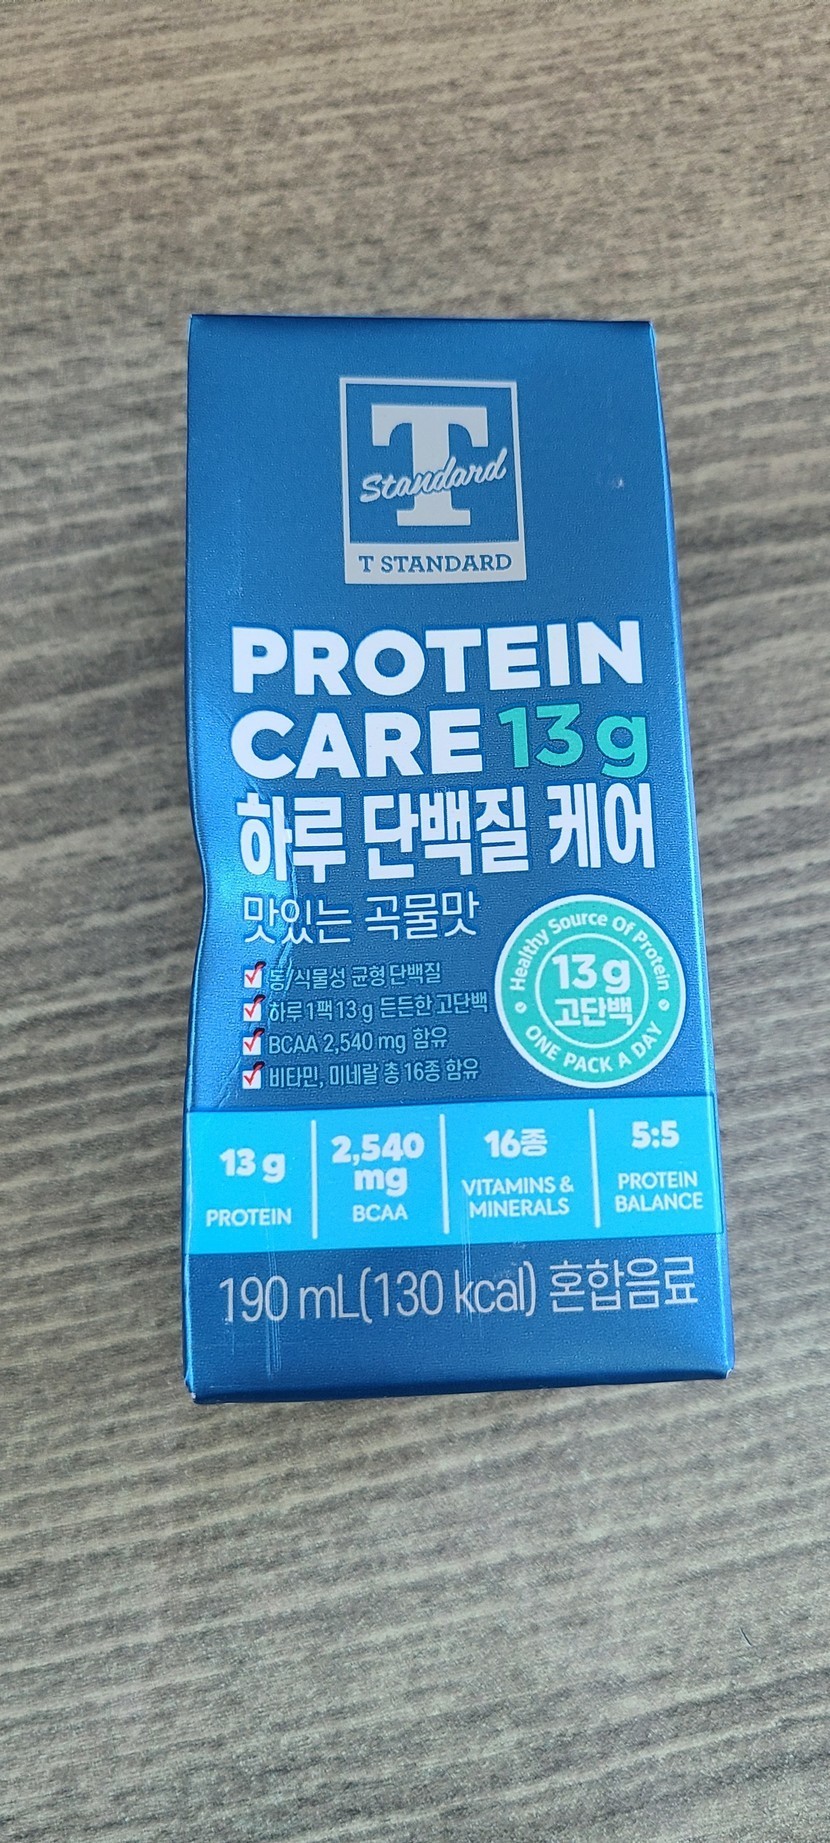 T
Standard
T STANDARD
PROTEIN
CARE 13g
하루 단백질 케어
맛있는 곡물맛
동/식물성 균형 단백질
하루 1팩 13 g 든든한 고단백
BCAA 2,540 mg 함유
비타민, 미네랄 총 16종 함유
Healthy Source Of Protein
13g
고단백
ONE PACK A DAY
13 g
PROTEIN
2,540
mg
BCAA
16종
VITAMINS &
MINERALS
5:5
PROTEIN
BALANCE
190 mL(130 kcal) 혼합음료